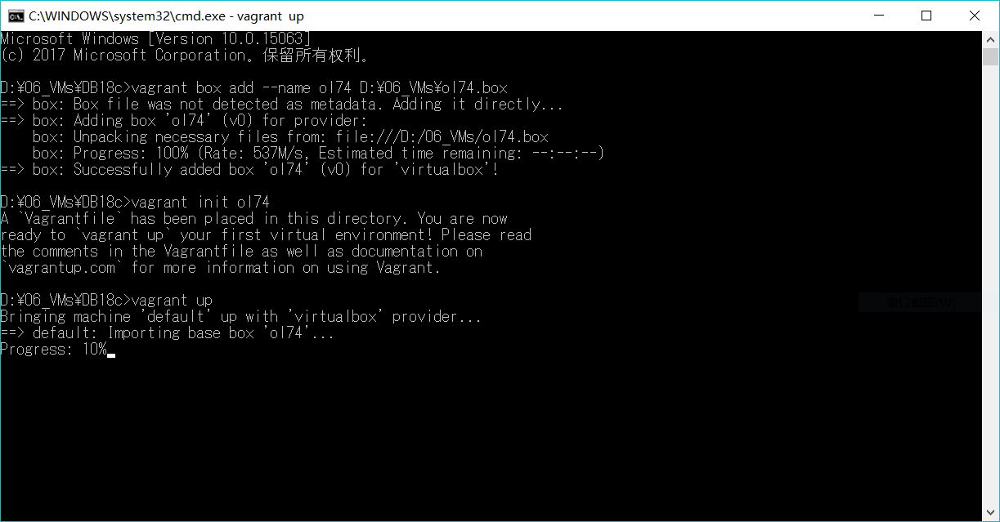 C:\WINDOWS\system32\cmd.exe - vagrant  up
Microsoft Windows [Version 10.0.15063]
(c) 2017 Microsoft Corporation。保留所有权利。
D:¥06_VMs¥DB18c>vagrant box add --name ol74 D:¥06_VMs¥ol74.box
==> box: Box file was not detected as metadata. Adding it directly...
==> box: Adding box 'ol74' (v0) for provider:
    box: Unpacking necessary files from: file:///D:/06_VMs/ol74.box
    box: Progress: 100% (Rate: 537M/s, Estimated time remaining: --:--:--)
==> box: Successfully added box 'ol74' (v0) for 'virtualbox'!
D:¥06_VMs¥DB18c>vagrant init ol74
A `Vagrantfile` has been placed in this directory. You are now
ready to `vagrant up` your first virtual environment! Please read
the comments in the Vagrantfile as well as documentation on
`vagrantup.com` for more information on using Vagrant.
D:¥06_VMs¥DB18c>vagrant up
Bringing machine 'default' up with 'virtualbox' provider...
==> default: Importing base box 'ol74'...
Progress: 10%